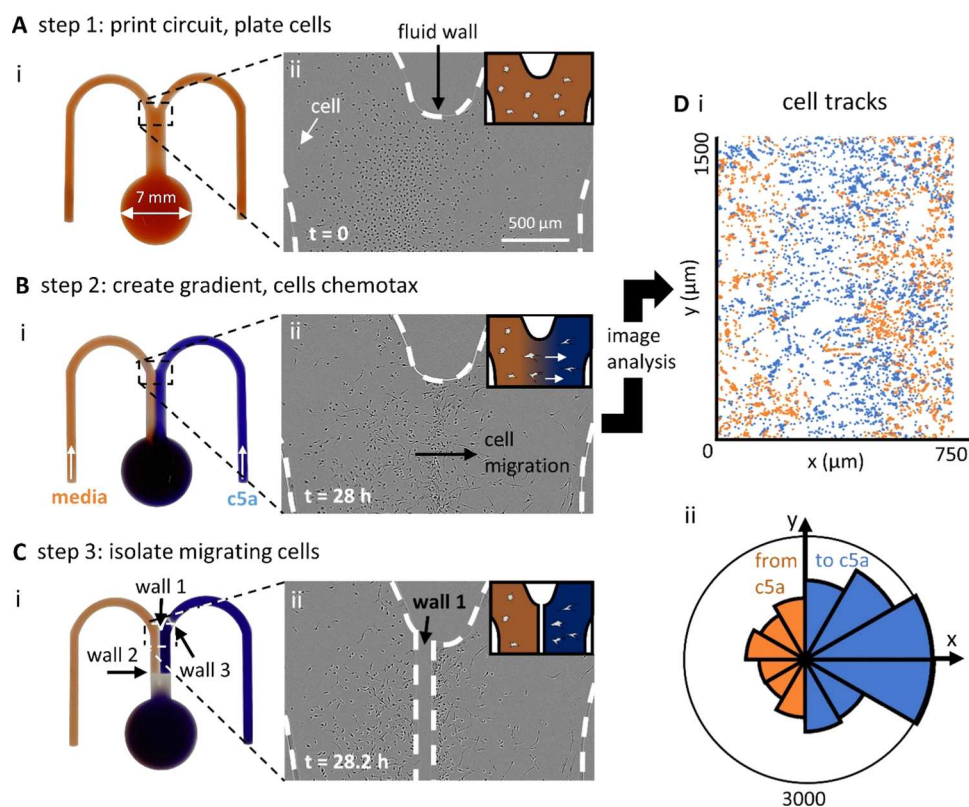 A step 1: print circuit, plate cells
i
7 mm
ii
fluid wall
cell
t = 0
500 µm
B step 2: create gradient, cells chemotax
i
media
c5a
ii
cell
migration
t = 28 h
image
analysis
C step 3: isolate migrating cells
i
wall 1
wall 2
wall 3
ii
wall 1
t = 28.2 h
D i
cell tracks
1500
y (µm)
0
x (µm)
750
ii
y
from
c5a
to c5a
x
3000